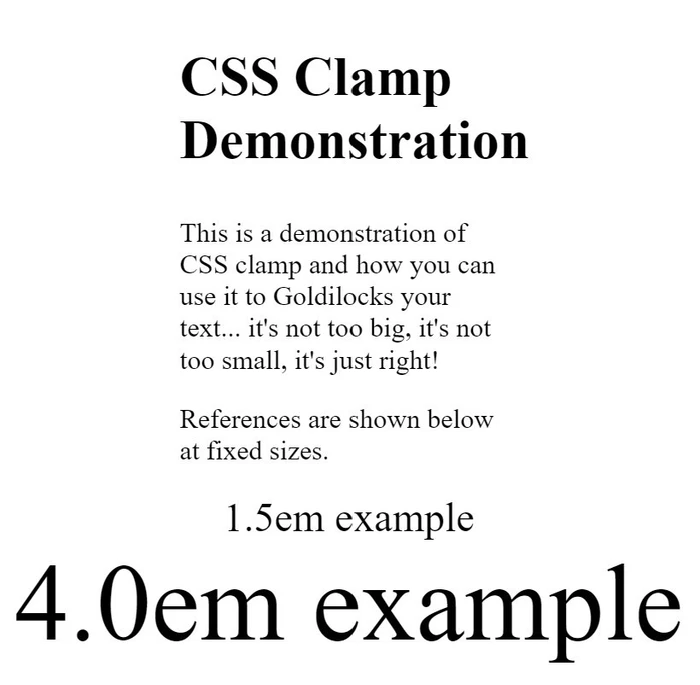 CSS Clamp
Demonstration
This is a demonstration of
CSS clamp and how you can
use it to Goldilocks your
text... it's not too big, it's not
too small, it's just right!
References are shown below
at fixed sizes.
1.5em example
4.0em example